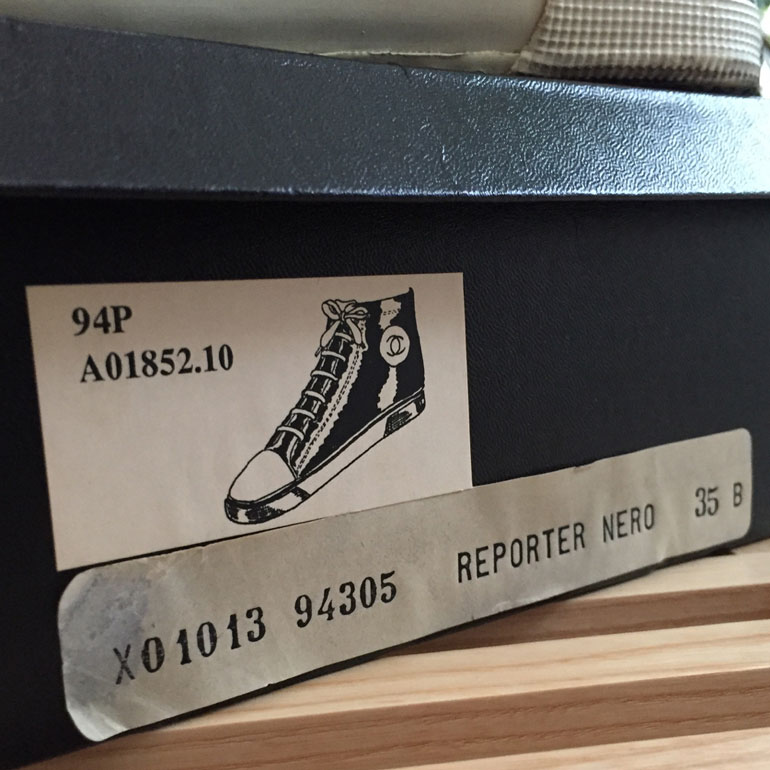 94P
A01852.10
X01013 94305 REPORTER NERO 35 B